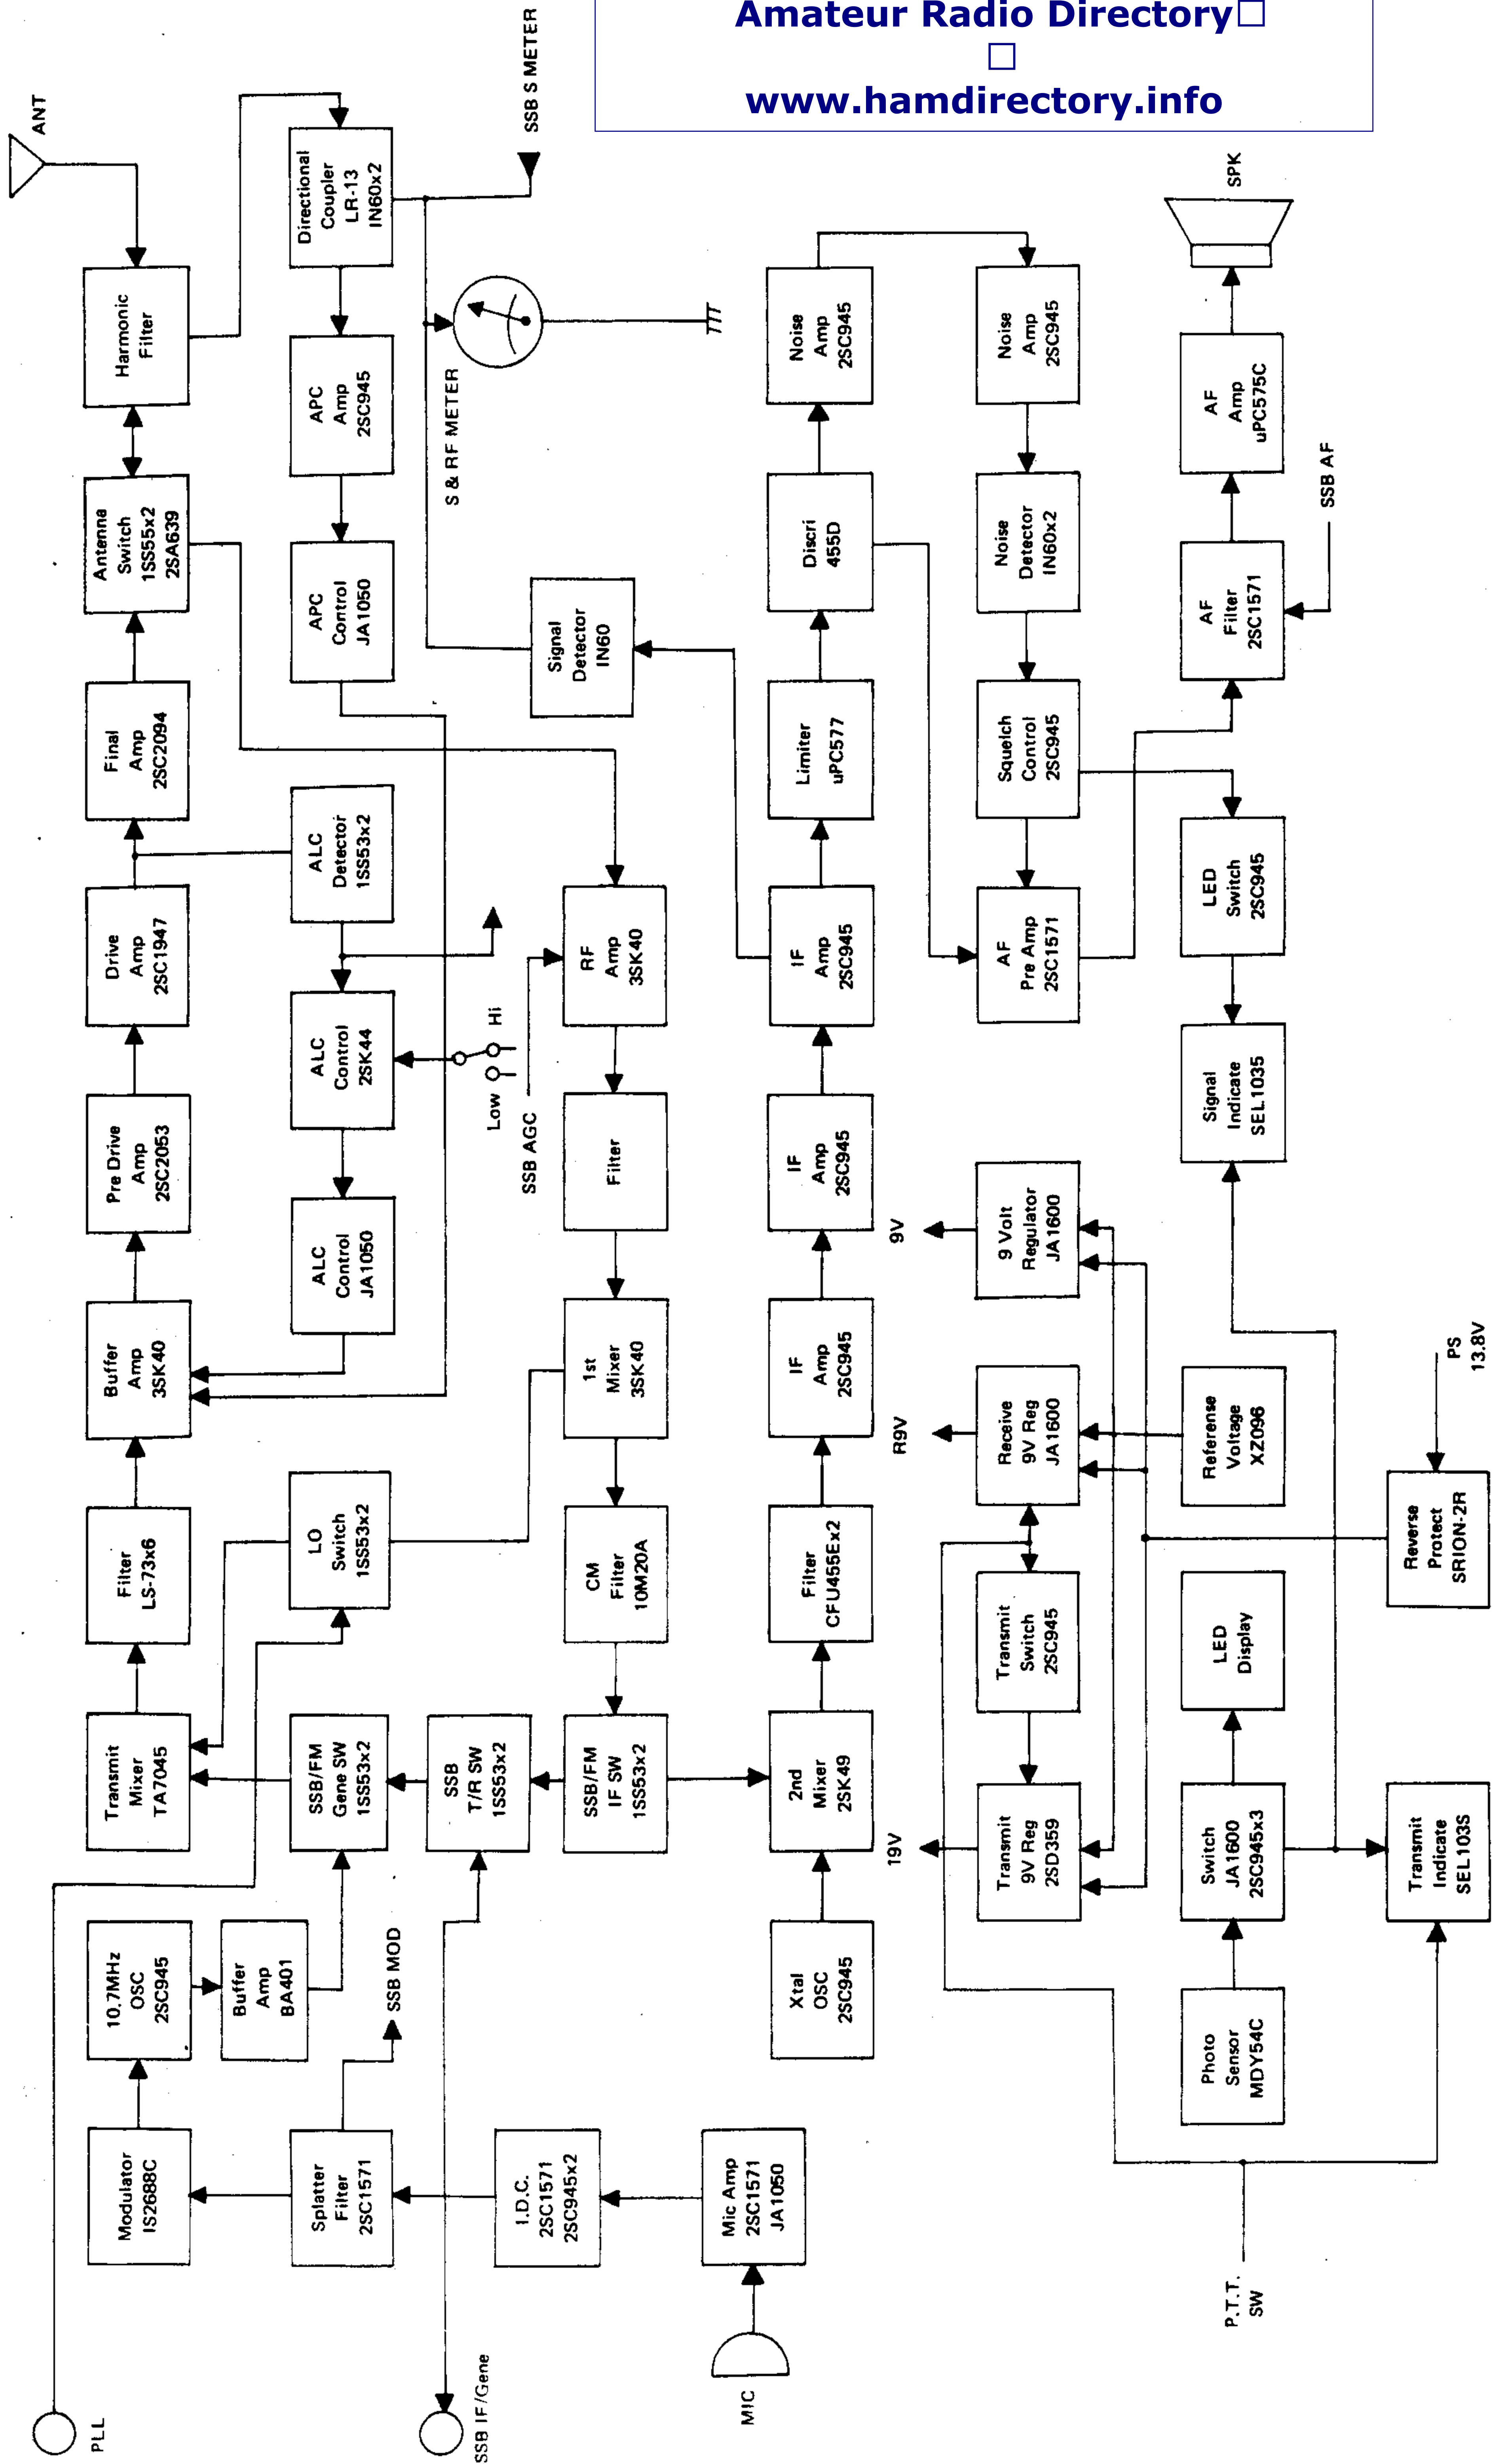 Amateur Radio Directory
www.hamdirectory.info
PLL
Modulator
IS2688C
10.7MHz
OSC
2SC945
Buffer
Amp
BA401
Transmit
Mixer
TA7045
Filter
LS-73x6
Buffer
Amp
3SK40
Pre Drive
Amp
2SC2053
Drive
Amp
2SC1947
Final
Amp
2SC2094
Antenna
Switch
1SS55x2
2SA639
Harmonic
Filter
ANT
Splatter
Filter
2SC1571
SSB MOD
SSB/FM
Gene SW
1SS53x2
LO
Switch
1SS53x2
ALC
Control
JA1050
ALC
Control
2SK44
ALC
Detector
1SS53x2
APC
Control
JA1050
APC
Amp
2SC945
Directional
Coupler
LR-13
IN60x2
SSB IF/Gene
SSB
T/R SW
1SS53x2
Low
Hi
S & RF METER
SSB S METER
I.D.C.
2SC1571
2SC945x2
SSB/FM
IF SW
1SS53x2
CM
Filter
10M20A
1st
Mixer
3SK40
Filter
SSB AGC
RF
Amp
3SK40
Signal
Detector
IN60
MIC
Mic Amp
2SC1571
JA1050
Xtal
OSC
2SC945
2nd
Mixer
2SK49
Filter
CFU455Ex2
IF
Amp
2SC945
IF
Amp
2SC945
IF
Amp
2SC945
Limiter
uPC577
Discri
455D
Noise
Amp
2SC945
19V
Transmit
9V Reg
2SD359
Transmit
Switch
2SC945
R9V
Receive
9V Reg
JA1600
9V
9 Volt
Regulator
JA1600
AF
Pre Amp
2SC1571
Squelch
Control
2SC945
Noise
Detector
IN60x2
Noise
Amp
2SC945
P.T.T.
SW
Photo
Sensor
MDY54C
Switch
JA1600
2SC945x3
LED
Display
Referense
Voltage
XZ096
Signal
Indicate
SEL1035
LED
Switch
2SC945
AF
Filter
2SC1571
AF
Amp
uPC575C
SPK
SSB AF
Transmit
Indicate
SEL103S
Reverse
Protect
SRION-2R
PS
13.8V